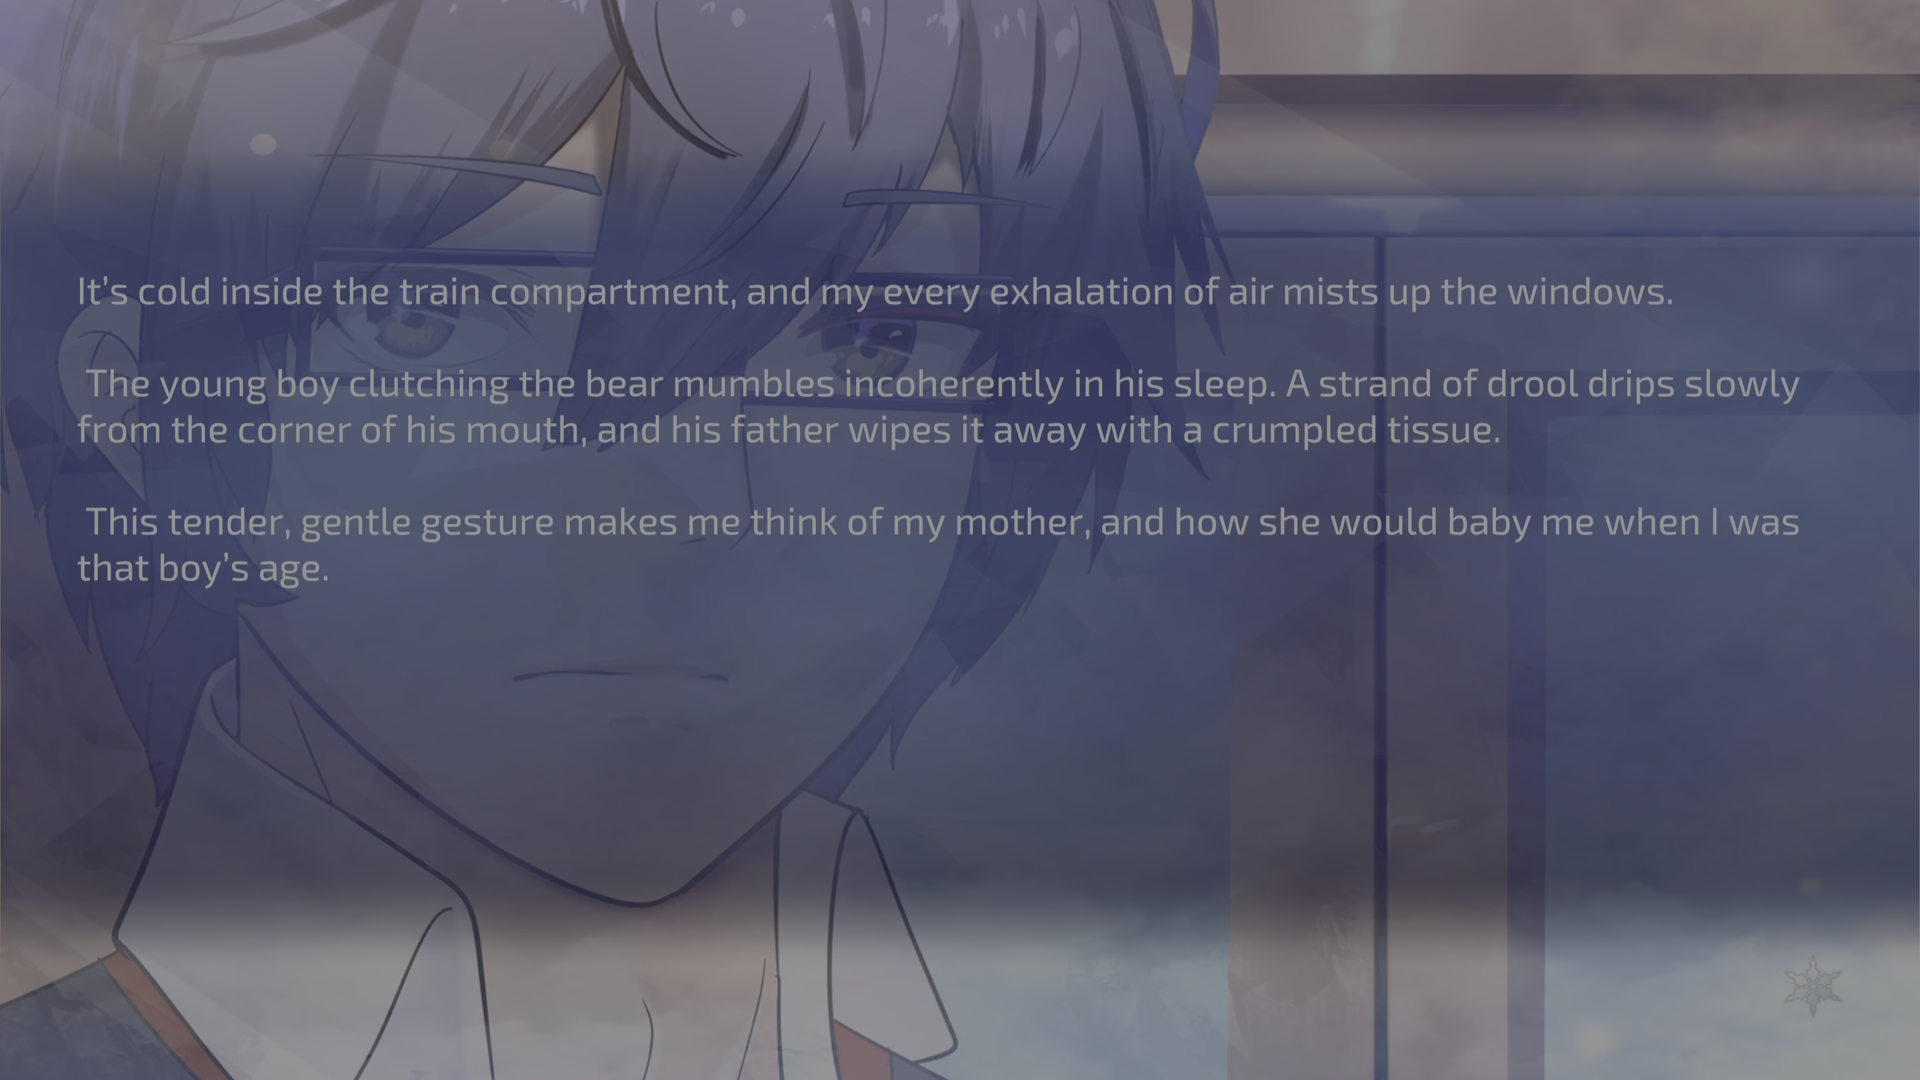 It’s cold inside the train compartment, and my every exhalation of air mists up the windows.
The young boy clutching the bear mumbles incoherently in his sleep. A strand of drool drips slowly
from the corner of his mouth, and his father wipes it away with a crumpled tissue.
This tender, gentle gesture makes me think of my mother, and how she would baby me when I was
that boy’s age.